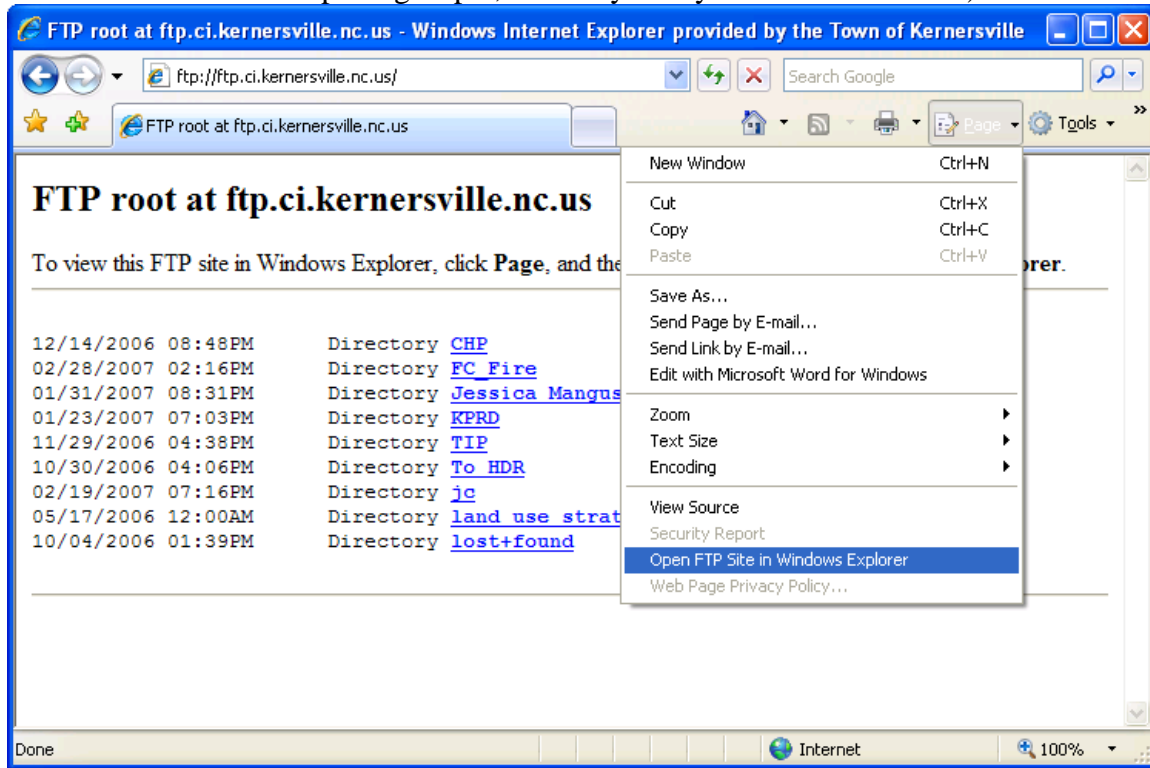 FTP root at ftp.ci.kernersville.nc.us - Windows Internet Explorer provided by the Town of Kernersville
ftp://ftp.ci.kernersville.nc.us/
Search Google
FTP root at ftp.ci.kernersville.nc.us
Page
Tools
»
FTP root at ftp.ci.kernersville.nc.us
To view this FTP site in Windows Explorer, click Page, and the
rer.
12/14/2006 08:48PM Directory CHP
02/28/2007 02:16PM Directory FC_Fire
01/31/2007 08:31PM Directory Jessica Mangus
01/23/2007 07:03PM Directory KPRD
11/29/2006 04:38PM Directory TIP
10/30/2006 04:06PM Directory To HDR
02/19/2007 07:16PM Directory jc
05/17/2006 12:00AM Directory land use strat
10/04/2006 01:39PM Directory lost+found
New Window Ctrl+N
Cut Ctrl+X
Copy Ctrl+C
Paste Ctrl+V
Save As...
Send Page by E-mail...
Send Link by E-mail...
Edit with Microsoft Word for Windows
Zoom
Text Size
Encoding
View Source
Security Report
Open FTP Site in Windows Explorer
Web Page Privacy Policy...
Done
Internet
100%